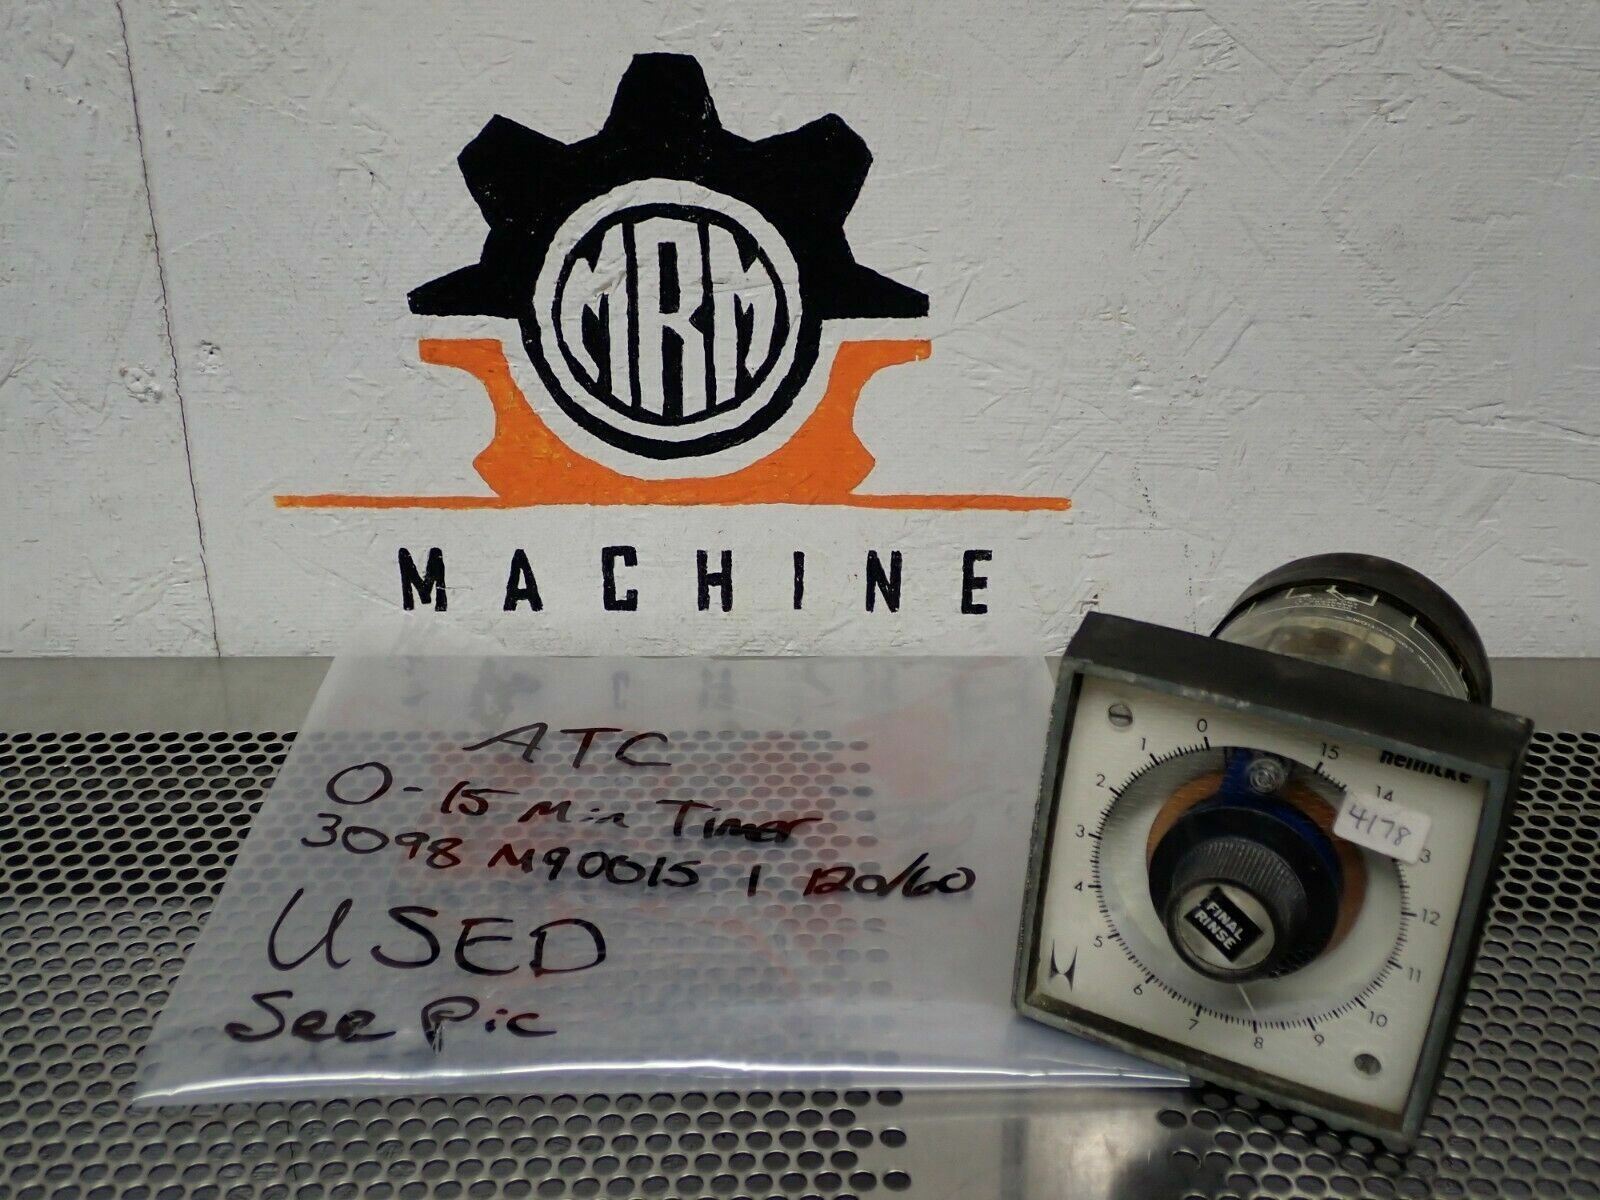 MRM
MACHINE
ATC
0-15 Min Timer
3098 M90015 1 120/60
USED
See Pic
heinicke
0
1
2
3
4
5
6
7
8
9
10
11
12
3
14
15
4178
FINAL
RINSE